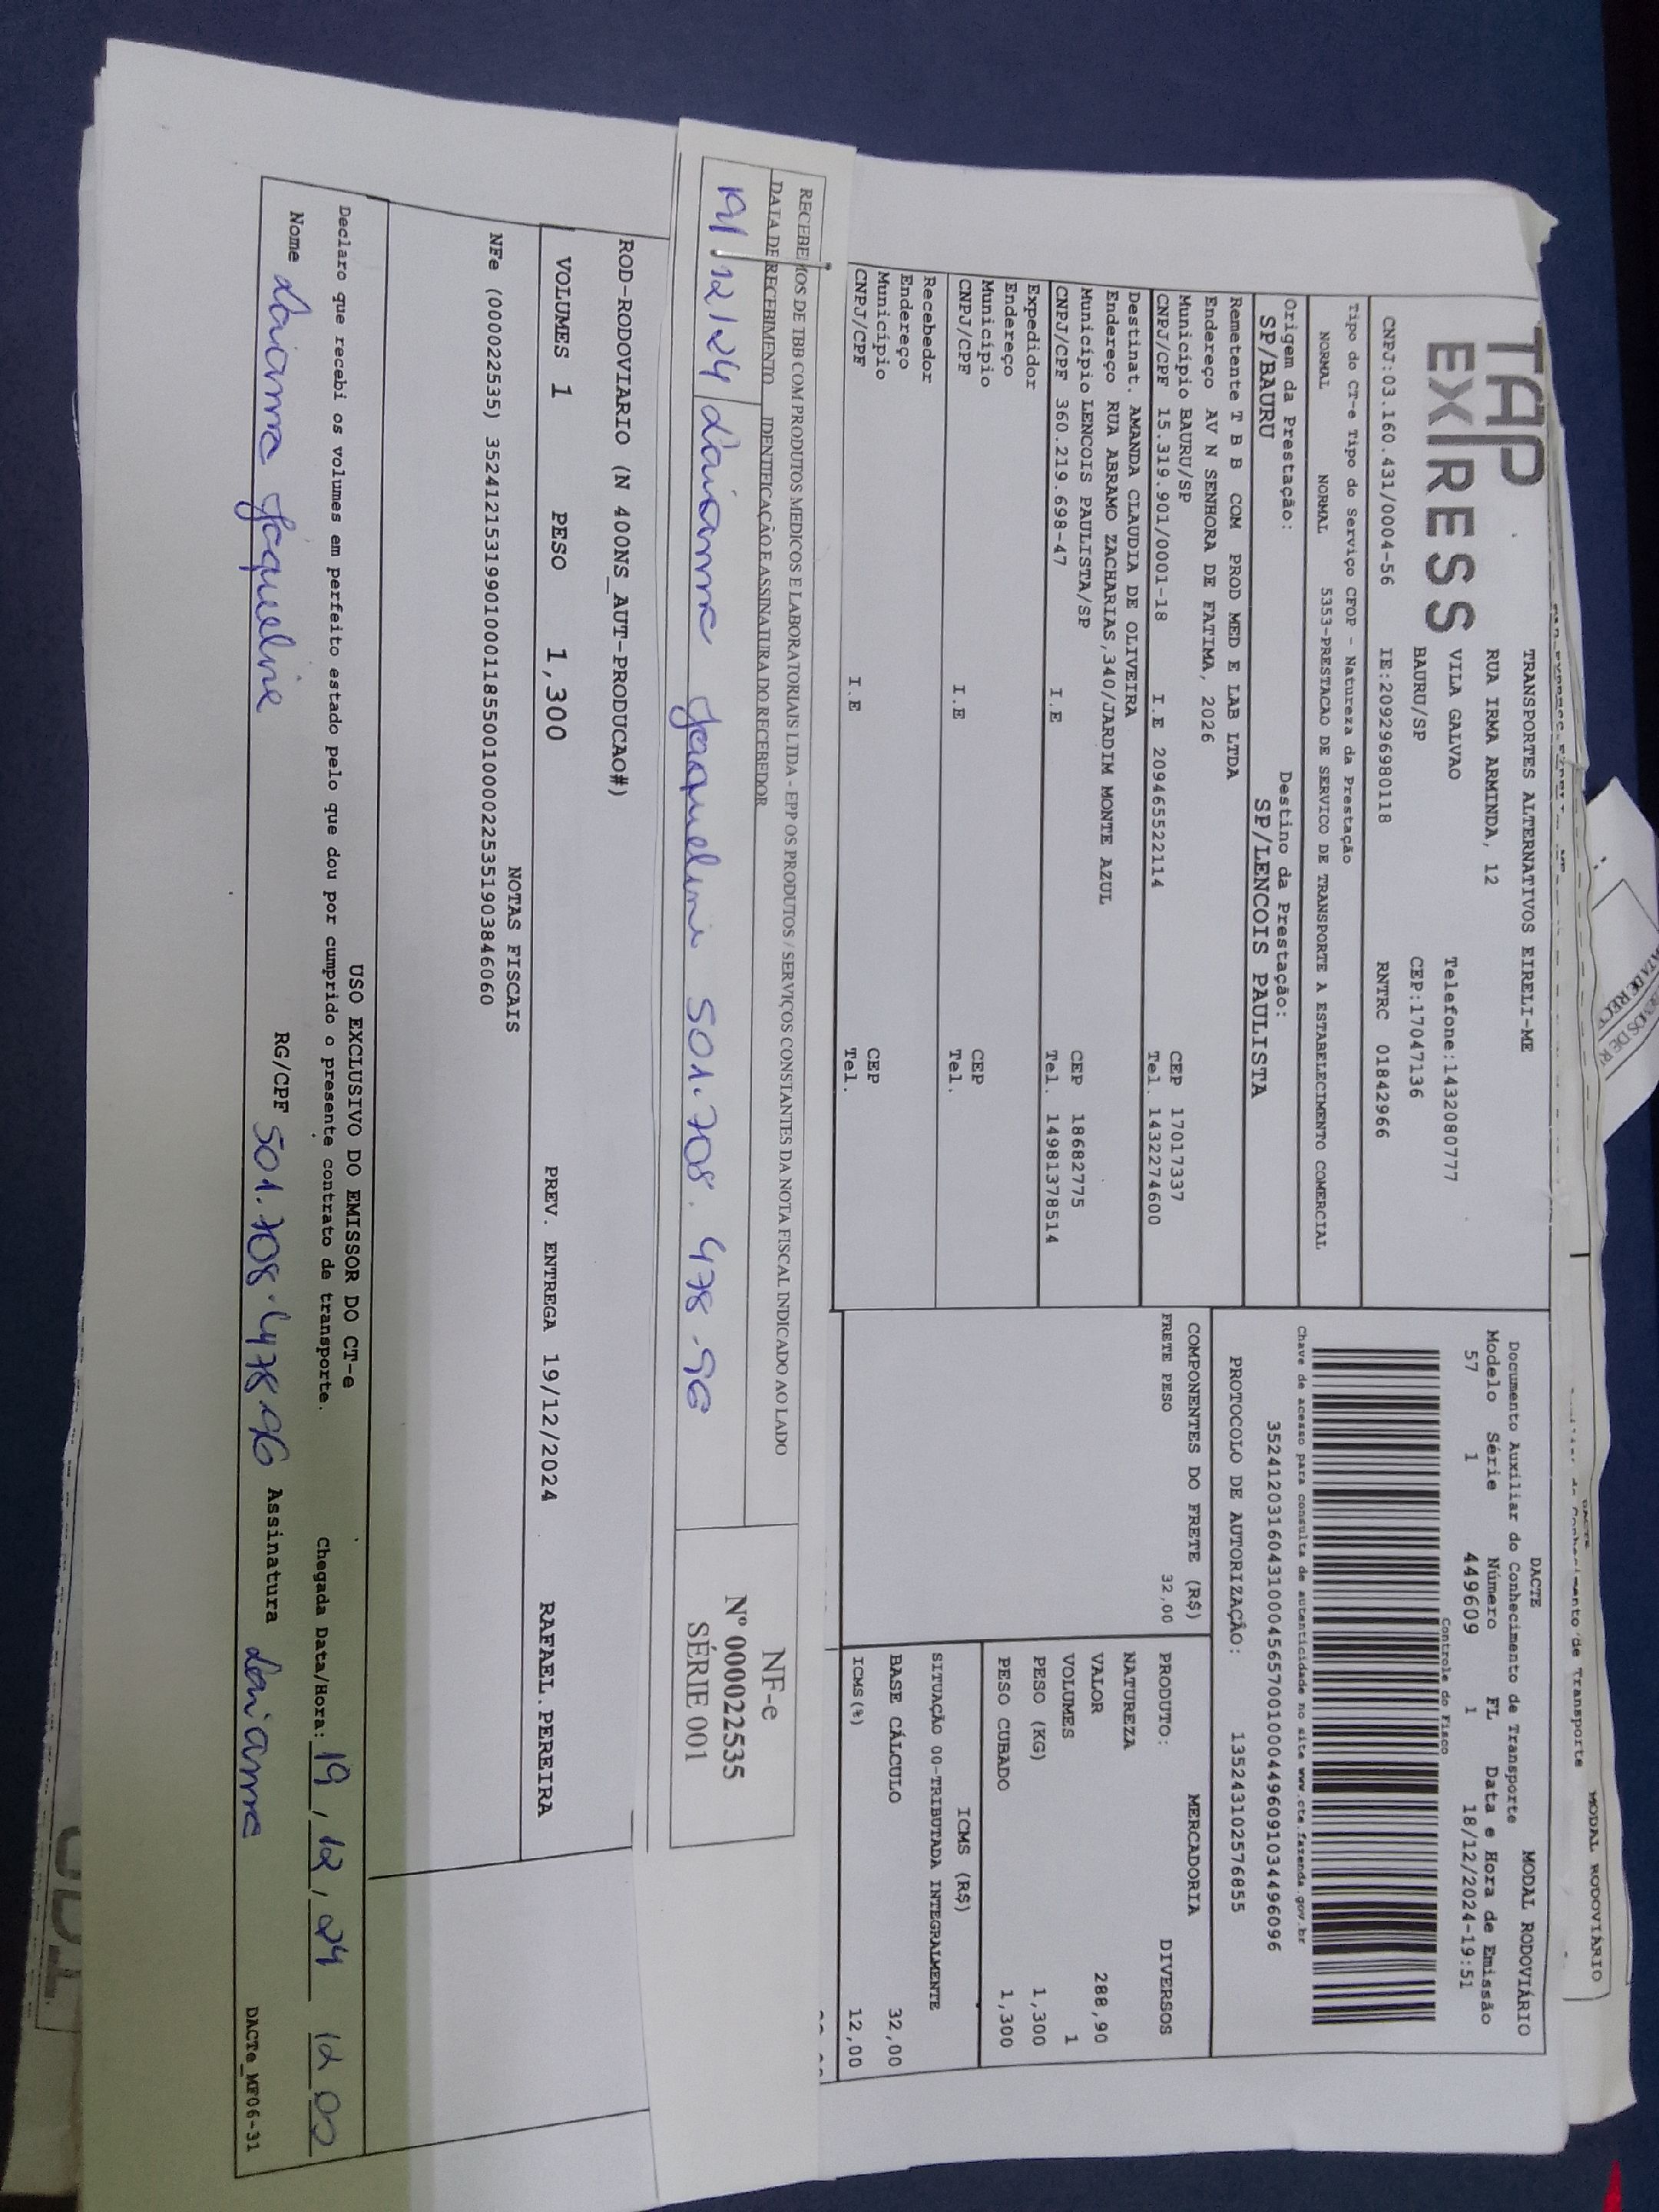 TAP
EXPRESS
TRANSPORTES ALTERNATIVOS EIRELI-ME
RUA IRMA ARMINDA, 12
VILA GALVAO Telefone:1432080777
BAURU/SP CEP:17047136
CNPJ:03.160.431/0004-56 IE:209296980118 RNTRC 01842966
Tipo do CT-e Tipo do Serviço CFOP - Natureza da Prestação
NORMAL NORMAL 5353-PRESTACAO DE SERVICO DE TRANSPORTE A ESTABELECIMENTO COMERCIAL
Origem da Prestação: Destino da Prestação:
SP/BAURU SP/LENCOIS PAULISTA
Remetente T B B COM PROD MED E LAB LTDA
Endereço AV N SENHORA DE FATIMA, 2026
Município BAURU/SP CEP 17017337
CNPJ/CPF 15.319.901/0001-18 I.E 209465522114 Tel. 1432274600
Destinat. AMANDA CLAUDIA DE OLIVEIRA
Endereço RUA ABRAMO ZACHARIAS,340/JARDIM MONTE AZUL
Município LENCOIS PAULISTA/SP CEP 18682775
CNPJ/CPF 360.219.698-47 I.E Tel. 14981378514
Expedidor
Endereço
Município CEP
CNPJ/CPF I.E Tel.
Recebedor
Endereço
Município CEP
CNPJ/CPF I.E Tel.
MODAL RODOVIÁRIO
DACTE MODAL RODOVIÁRIO
Documento Auxiliar do Conhecimento de Transporte
Modelo Série Número FL Data e Hora de Emissão
57 1 449609 1 18/12/2024-19:51
Controle do Fisco
Chave de acesso para consulta de autenticidade no site www.cte.fazenda.gov.br
35241203160431000456570010004496091034496096
PROTOCOLO DE AUTORIZAÇÃO: 135243102576855
COMPONENTES DO FRETE (R$)
FRETE PESO 32,00
MERCADORIA
PRODUTO: DIVERSOS
NATUREZA
VALOR 288,90
VOLUMES 1
PESO (KG) 1,300
PESO CUBADO 1,300
ICMS (R$)
SITUAÇÃO 00-TRIBUTADA INTEGRALMENTE
BASE CÁLCULO 32,00
ICMS(%) 12,00
RECEBEMOS DE TBB COM PRODUTOS MEDICOS E LABORATORIAIS LTDA - EPP OS PRODUTOS / SERVIÇOS CONSTANTES DA NOTA FISCAL INDICADO AO LADO
DATA DE RECEBIMENTO IDENTIFICAÇÃO E ASSINATURA DO RECEBEDOR
19/12/24 Laianne Jaqueline 501.708.478-96
NF-e
Nº 000022535
SÉRIE 001
ROD-RODOVIARIO (N 400NS_AUT-PRODUCAO#)
VOLUMES 1 PESO 1,300 PREV. ENTREGA 19/12/2024 RAFAEL.PEREIRA
NOTAS FISCAIS
NFe (000022535) 35241215319901000118550010000225351903846060
USO EXCLUSIVO DO EMISSOR DO CT-e
Declaro que recebi os volumes em perfeito estado pelo que dou por cumprido o presente contrato de transporte. Chegada Data/Hora: 19,12,24 12 00
Nome Laianne Jaqueline RG/CPF 501.708.478 96 Assinatura Laianne
DACTe_MF06-31